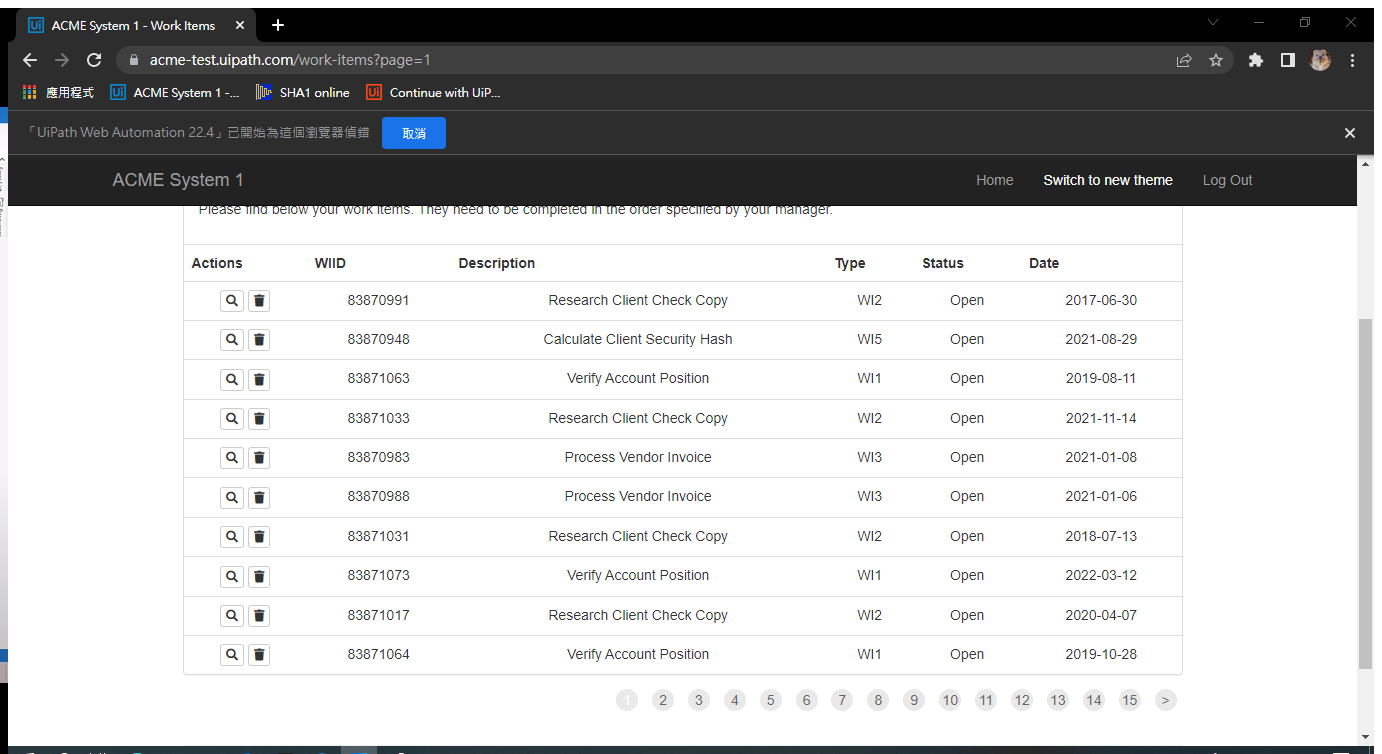 ACME System 1 - Work Items
acme-test.uipath.com/work-items?page=1
應用程式 ACME System 1 -... SHA1 online Continue with UiP...
「UiPath Web Automation 22.4」已開始為這個瀏覽器偵錯 取消
ACME System 1 Home Switch to new theme Log Out
Please find below your work items. They need to be completed in the order specified by your manager.
Actions WIID Description Type Status Date
83870991 Research Client Check Copy WI2 Open 2017-06-30
83870948 Calculate Client Security Hash WI5 Open 2021-08-29
83871063 Verify Account Position WI1 Open 2019-08-11
83871033 Research Client Check Copy WI2 Open 2021-11-14
83870983 Process Vendor Invoice WI3 Open 2021-01-08
83870988 Process Vendor Invoice WI3 Open 2021-01-06
83871031 Research Client Check Copy WI2 Open 2018-07-13
83871073 Verify Account Position WI1 Open 2022-03-12
83871017 Research Client Check Copy WI2 Open 2020-04-07
83871064 Verify Account Position WI1 Open 2019-10-28
1 2 3 4 5 6 7 8 9 10 11 12 13 14 15 >